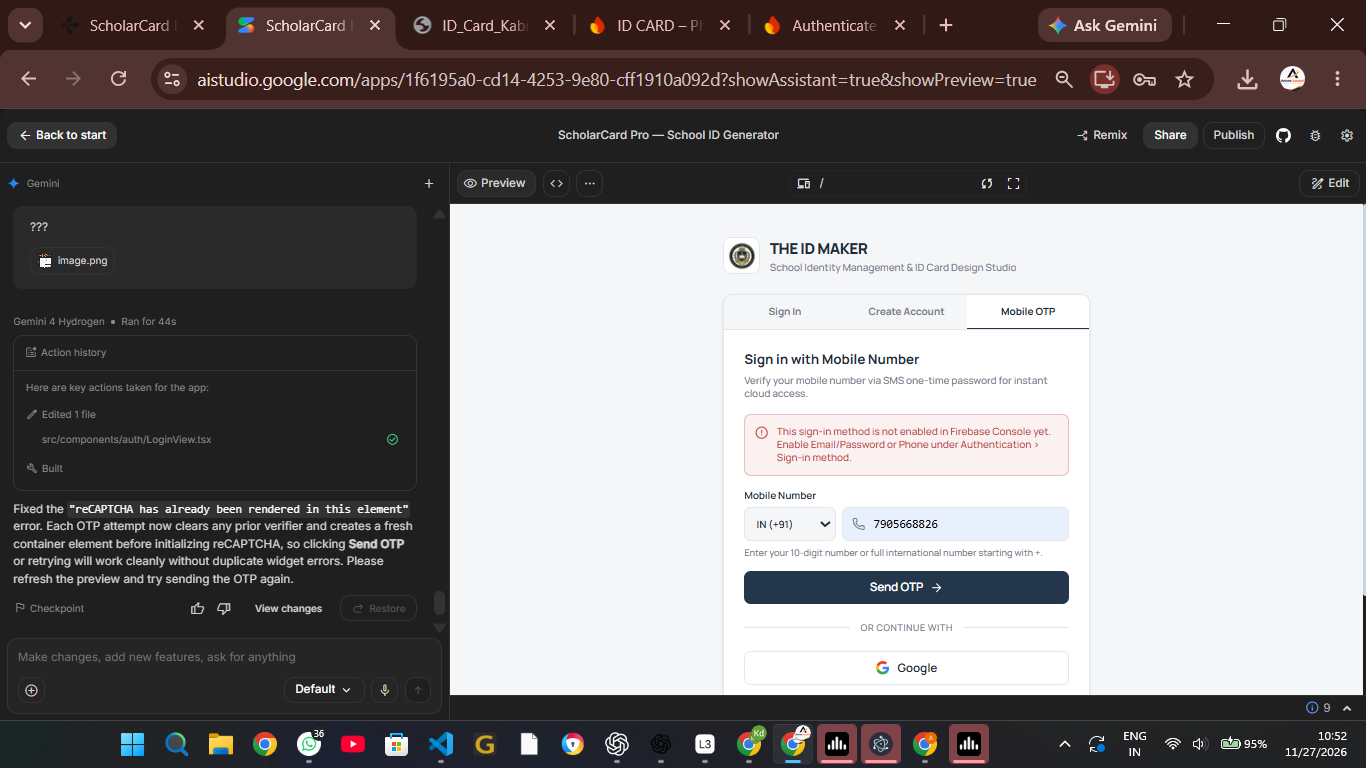 ScholarCard
ScholarCard
ID_Card_Kabi
ID CARD – P
Authenticate
Ask Gemini
aistudio.google.com/apps/1f6195a0-cd14-4253-9e80-cff1910a092d?showAssistant=true&showPreview=true
Back to start
ScholarCard Pro — School ID Generator
Remix
Share
Publish
Gemini
Preview
/
Edit
???
image.png
Gemini 4 Hydrogen • Ran for 44s
Action history
Here are key actions taken for the app:
Edited 1 file
src/components/auth/LoginView.tsx
Built
Fixed the "reCAPTCHA has already been rendered in this element"
error. Each OTP attempt now clears any prior verifier and creates a fresh
container element before initializing reCAPTCHA, so clicking Send OTP
or retrying will work cleanly without duplicate widget errors. Please
refresh the preview and try sending the OTP again.
Checkpoint
View changes
Restore
Make changes, add new features, ask for anything
Default
THE ID MAKER
School Identity Management & ID Card Design Studio
Sign In
Create Account
Mobile OTP
Sign in with Mobile Number
Verify your mobile number via SMS one-time password for instant
cloud access.
This sign-in method is not enabled in Firebase Console yet.
Enable Email/Password or Phone under Authentication >
Sign-in method.
Mobile Number
IN (+91)
7905668826
Enter your 10-digit number or full international number starting with +.
Send OTP →
OR CONTINUE WITH
Google
9
36
L3
Kd
ENG
IN
95%
10:52
11/27/2026